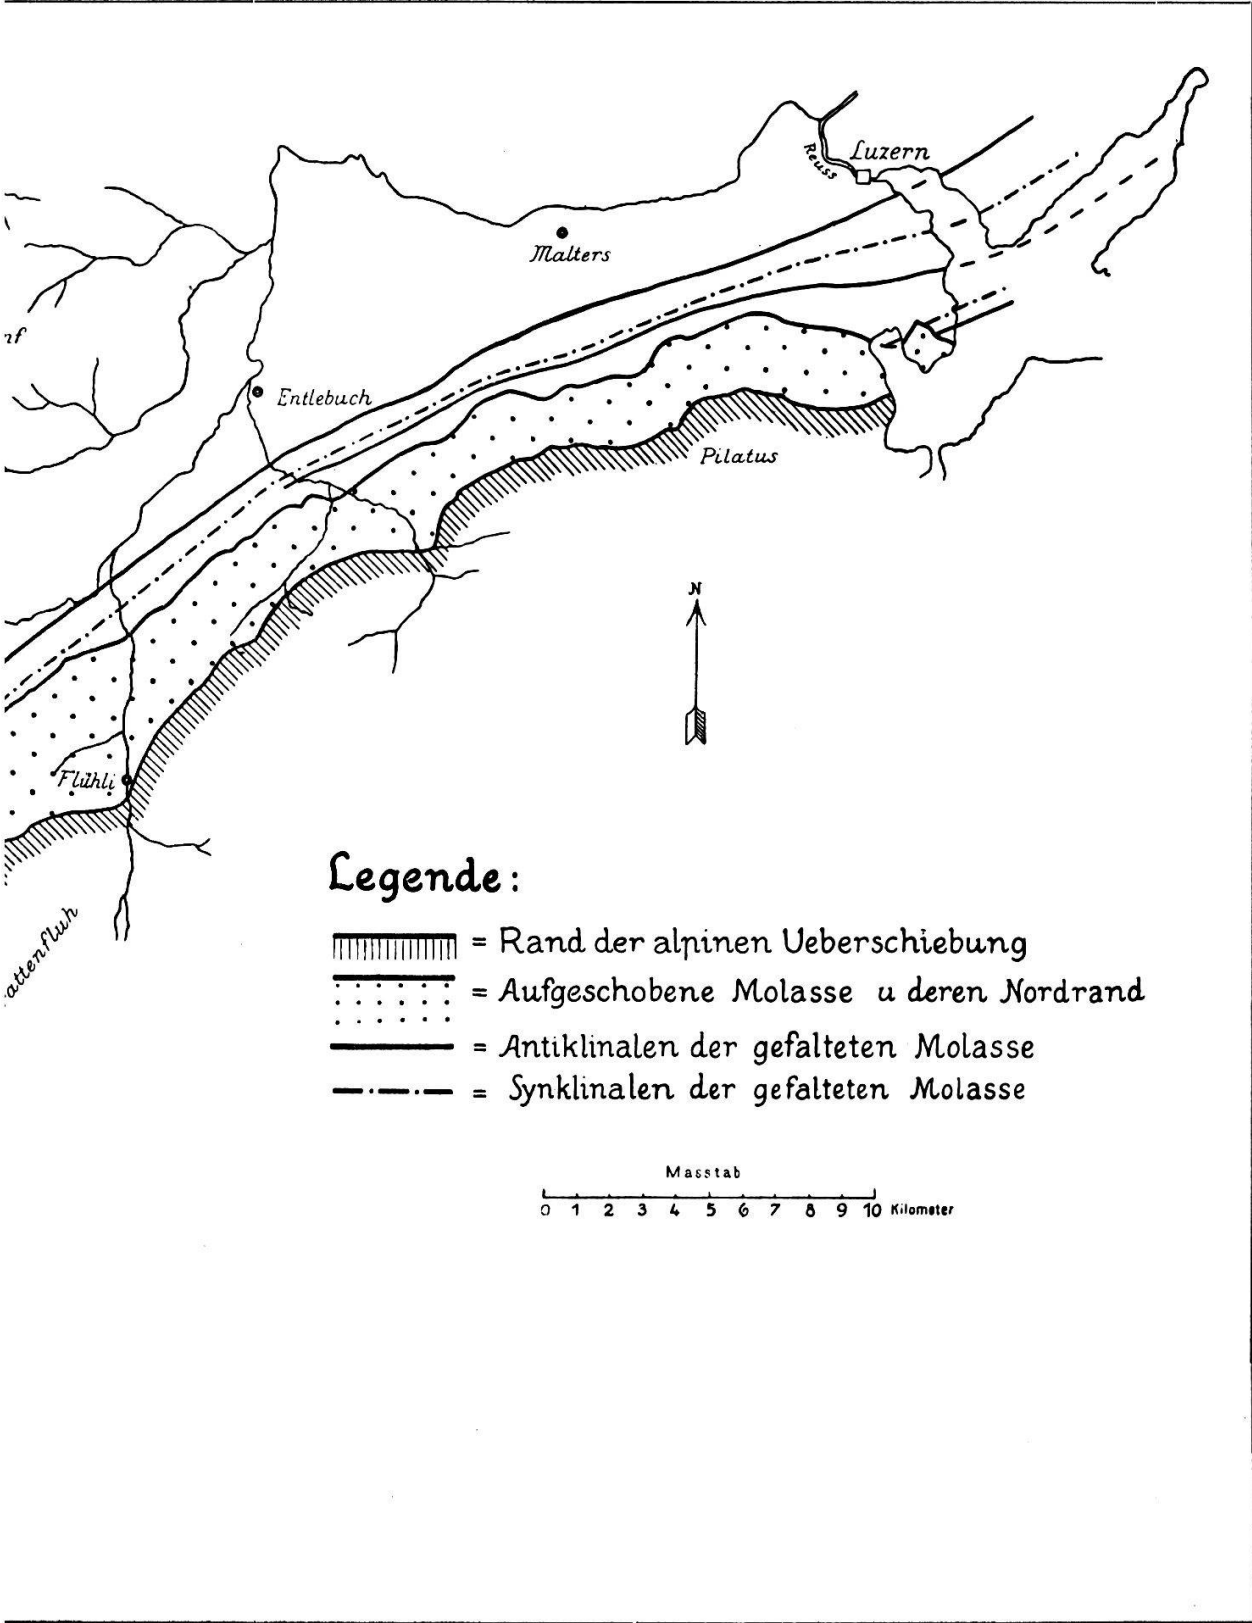 Luzern
Reuss
Malters
Entlebuch
Pilatus
N
Flühli
Legende:
= Rand der alpinen Ueberschiebung
= Aufgeschobene Molasse u deren Nordrand
= Antiklinalen der gefalteten Molasse
= Synklinalen der gefalteten Molasse
attenfluh
Masstab
0 1 2 3 4 5 6 7 8 9 10 Kilometer